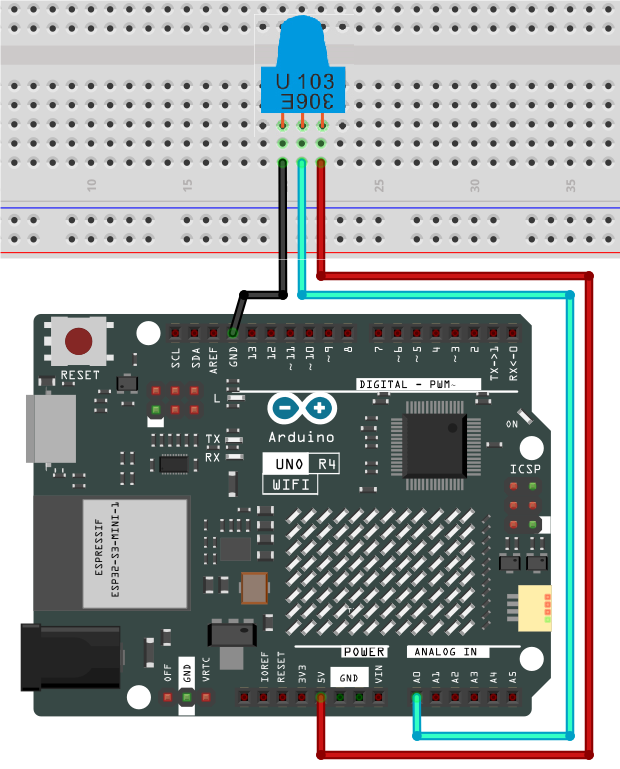 U 103
306E
10
15
25
30
35
SCL
SDA
AREF
GND
13
12
~11
~10
~9
8
7
~6
~5
4
~3
2
TX->1
RX<-0
RESET
DIGITAL - PWM~
L
TX
RX
Arduino
UNO R4
WIFI
ON
ICSP
ESPRESSIF
ESP32-S3-MINI-1
OFF
GND
VRTC
POWER
ANALOG IN
IOREF
RESET
3V3
5V
GND
VIN
A0
A1
A2
A3
A4
A5